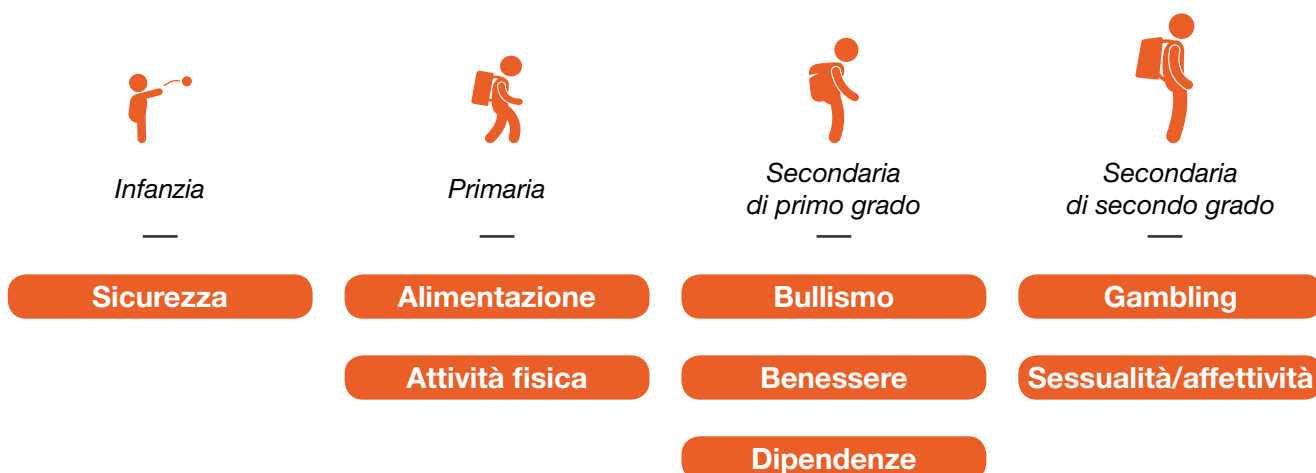 Infanzia
Primaria
Secondaria
di primo grado
Secondaria
di secondo grado
Sicurezza
Alimentazione
Bullismo
Gambling
Attività fisica
Benessere
Sessualità/affettività
Dipendenze